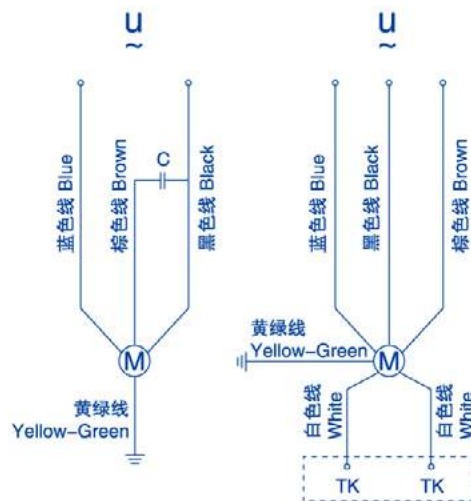 u
~
蓝色线 Blue
棕色线 Brown
C
黑色线 Black
M
黄绿线
Yellow-Green
u
~
蓝色线 Blue
黑色线 Black
棕色线 Brown
黄绿线
Yellow-Green
M
白色线
White
白色线
White
TK
TK